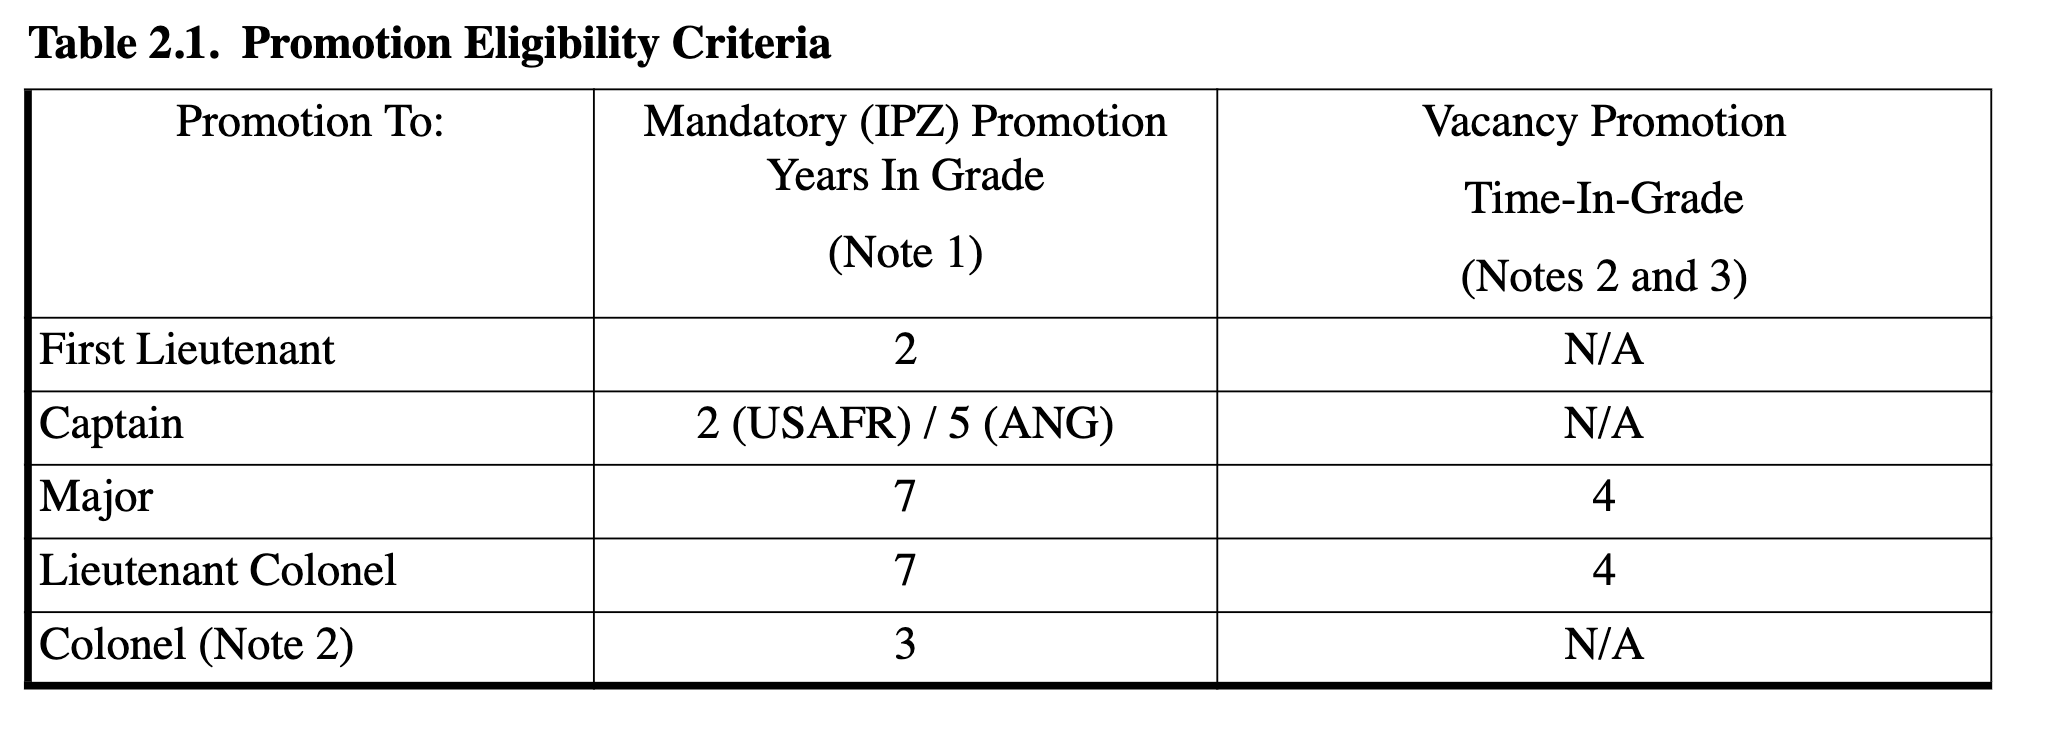 Table 2.1. Promotion Eligibility Criteria
Promotion To:
Mandatory (IPZ) Promotion
Years In Grade
(Note 1)
Vacancy Promotion
Time-In-Grade
(Notes 2 and 3)
First Lieutenant
2
N/A
Captain
2 (USAFR) / 5 (ANG)
N/A
Major
7
4
Lieutenant Colonel
7
4
Colonel (Note 2)
3
N/A